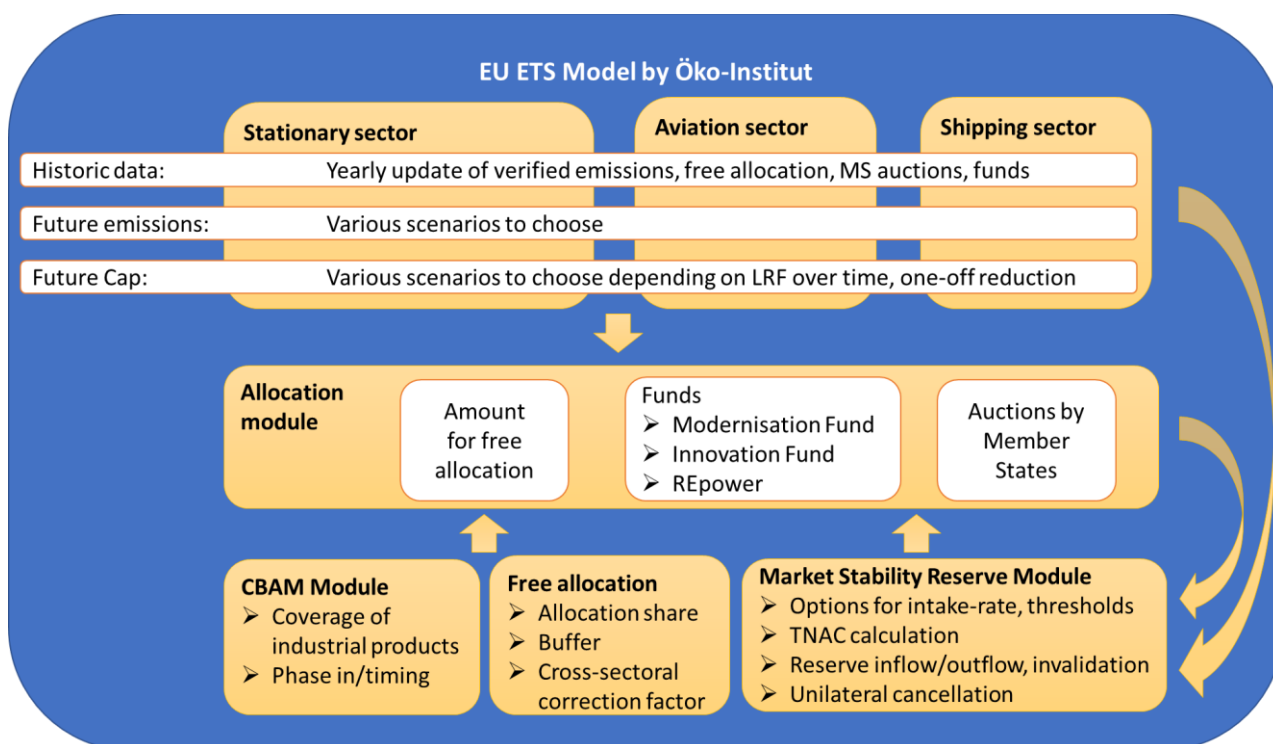 EU ETS Model by Öko-Institut
Stationary sector
Aviation sector
Shipping sector
Historic data: Yearly update of verified emissions, free allocation, MS auctions, funds
Future emissions: Various scenarios to choose
Future Cap: Various scenarios to choose depending on LRF over time, one-off reduction
Allocation
module
Amount
for free
allocation
Funds
➢ Modernisation Fund
➢ Innovation Fund
➢ REpower
Auctions by
Member
States
CBAM Module
➢ Coverage of
industrial products
➢ Phase in/timing
Free allocation
➢ Allocation share
➢ Buffer
➢ Cross-sectoral
correction factor
Market Stability Reserve Module
➢ Options for intake-rate, thresholds
➢ TNAC calculation
➢ Reserve inflow/outflow, invalidation
➢ Unilateral cancellation